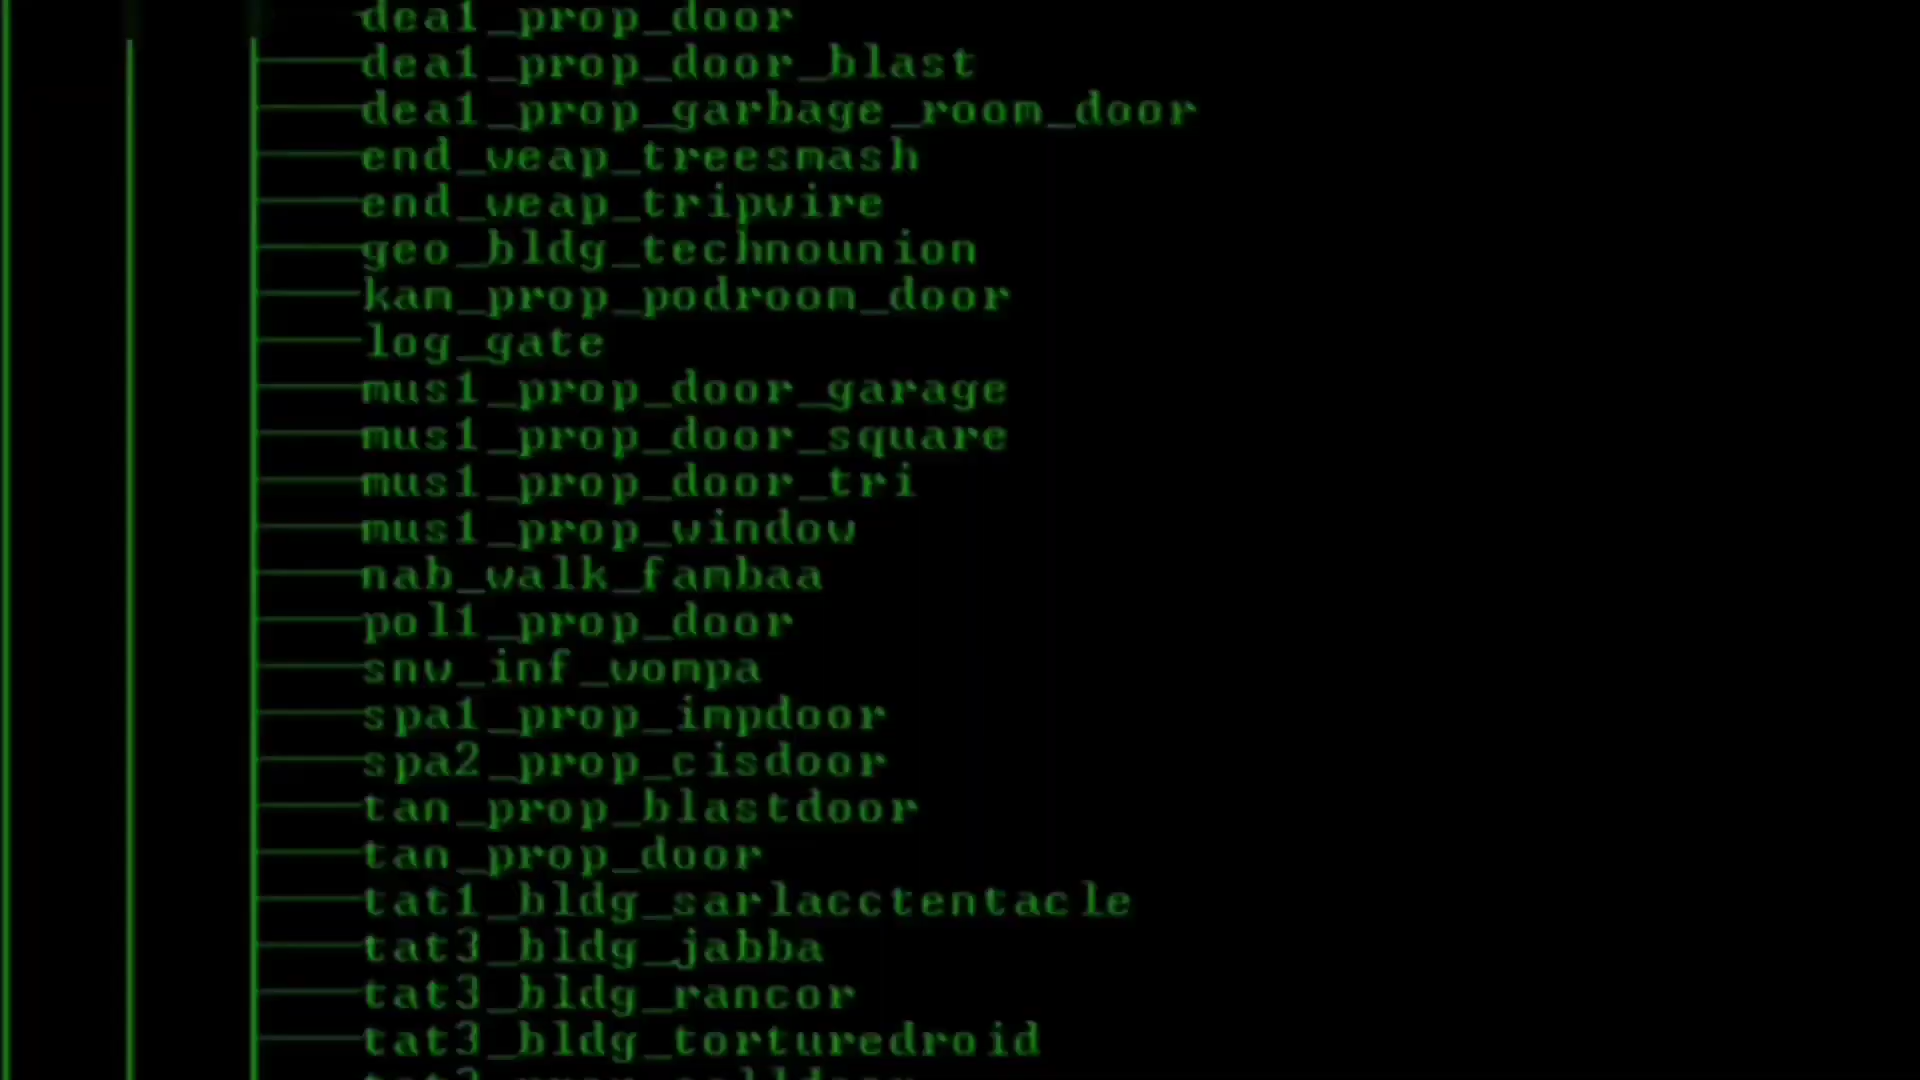 dea1_prop_door
dea1_prop_door_blast
dea1_prop_garbage_room_door
end_weap_treesmash
end_weap_tripwire
geo_bldg_technounion
kam_prop_podroom_door
log_gate
mus1_prop_door_garage
mus1_prop_door_square
mus1_prop_door_tri
mus1_prop_window
nab_walk_fambaa
pol1_prop_door
snw_inf_wompa
spa1_prop_impdoor
spa2_prop_cisdoor
tan_prop_blastdoor
tan_prop_door
tat1_bldg_sarlacctentacle
tat3_bldg_jabba
tat3_bldg_rancor
tat3_bldg_torturedroid